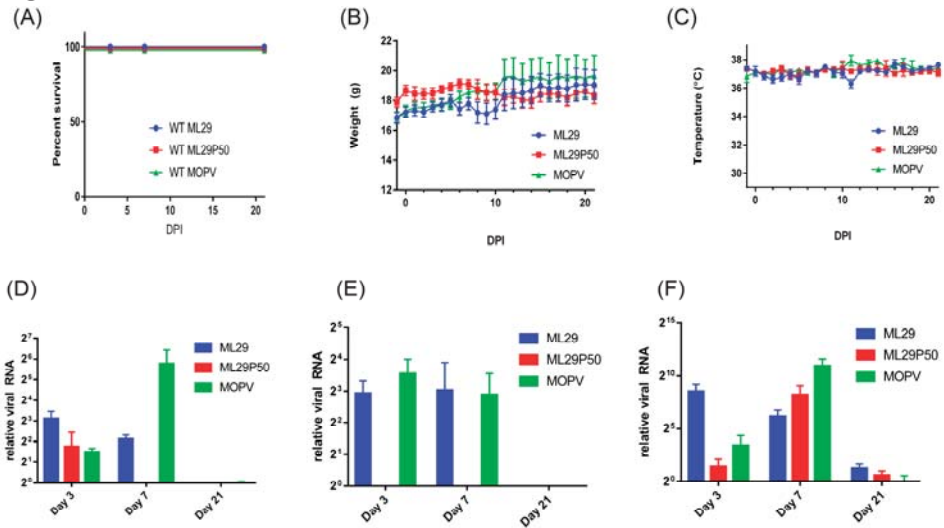 (A)
Percent survival
100
50
0
WT ML29
WT ML29P50
WT MOPV
0 5 10 15 20
DPI
(B)
Weight (g)
22
20
18
16
14
12
ML29
ML29P50
MOPV
0 10 20
DPI
(C)
Temperature (°C)
38
36
34
32
30
ML29
ML29P50
MOPV
0 10 20
DPI
(D)
relative viral RNA
2⁷
2⁶
2⁵
2⁴
2³
2²
2¹
2⁰
ML29
ML29P50
MOPV
Day 3 Day 7 Day 21
(E)
relative viral RNA
2⁵
2⁴
2³
2²
2¹
2⁰
ML29
ML29P50
MOPV
Day 3 Day 7 Day 21
(F)
relative viral RNA
2¹⁵
2¹⁰
2⁵
2⁰
ML29
ML29P50
MOPV
Day 3 Day 7 Day 21